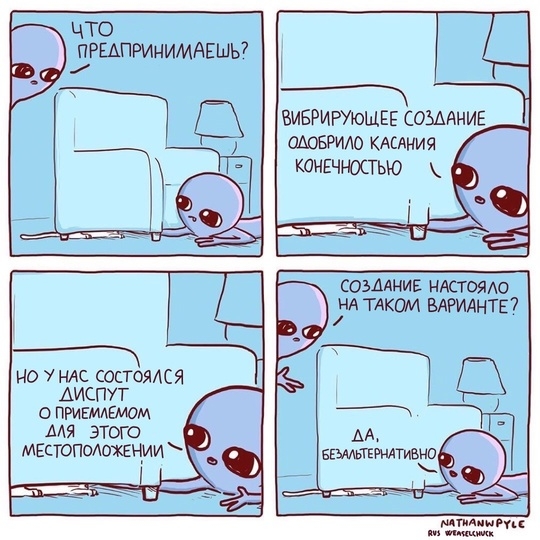 ЧТО
ПРЕДПРИНИМАЕШЬ?
ВИБРИРУЮЩЕЕ СОЗДАНИЕ
ОДОБРИЛО КАСАНИЯ
КОНЕЧНОСТЬЮ
НО У НАС СОСТОЯЛСЯ
ДИСПУТ
О ПРИЕМЛЕМОМ
ДЛЯ ЭТОГО
МЕСТОПОЛОЖЕНИИ
СОЗДАНИЕ НАСТОЯЛО
НА ТАКОМ ВАРИАНТЕ?
ДА,
БЕЗАЛЬТЕРНАТИВНО
NATHANWPYLE
RUS WEASELCHUCK